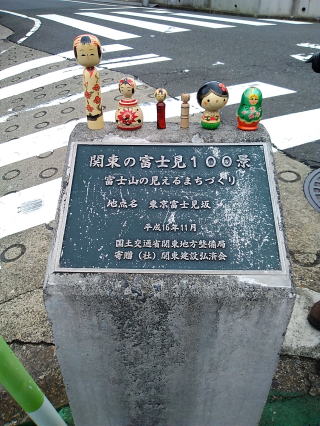 関東の富士見100景
富士山の見えるまちづくり
地点名 東京富士見坂
平成16年11月
国土交通省関東地方整備局
寄贈(社)関東建設弘済会